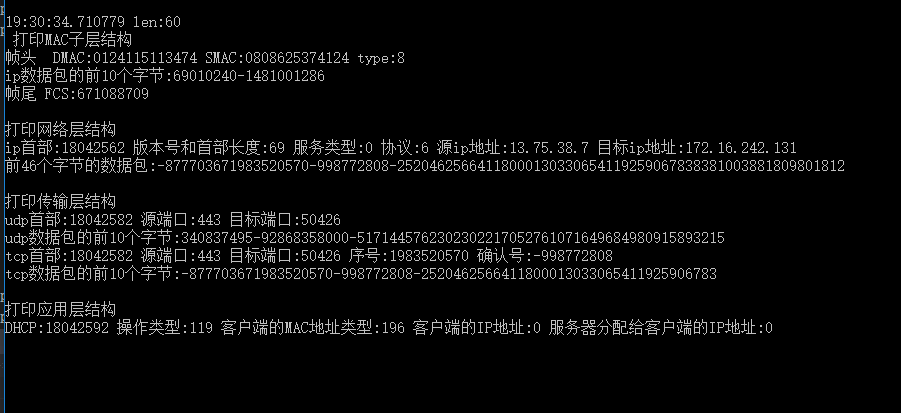 19:30:34.710779 len:60
打印MAC子层结构
帧头 DMAC:0124115113474 SMAC:0808625374124 type:8
ip数据包的前10个字节:69010240-1481001286
帧尾 FCS:671088709
打印网络层结构
ip首部:18042562 版本号和首部长度:69 服务类型:0 协议:6 源ip地址:13.75.38.7 目标ip地址:172.16.242.131
前46个字节的数据包:-877703671983520570-998772808-2520462566411800013033065411925906783838100388180980 1812
打印传输层结构
udp首部:18042582 源端口:443 目标端口:50426
udp数据包的前10个字节:340837495-92868358000-517144576230230221705276107164968498091589 3215
tcp首部:18042582 源端口:443 目标端口:50426 序号:1983520570 确认号:-998772808
tcp数据包的前10个字节:-877703671983520570-998772808-25204625664118000130330654119259067 83
打印应用层结构
DHCP:18042592 操作类型:119 客户端的MAC地址类型:196 客户端的IP地址:0 服务器分配给客户端的IP地址:0